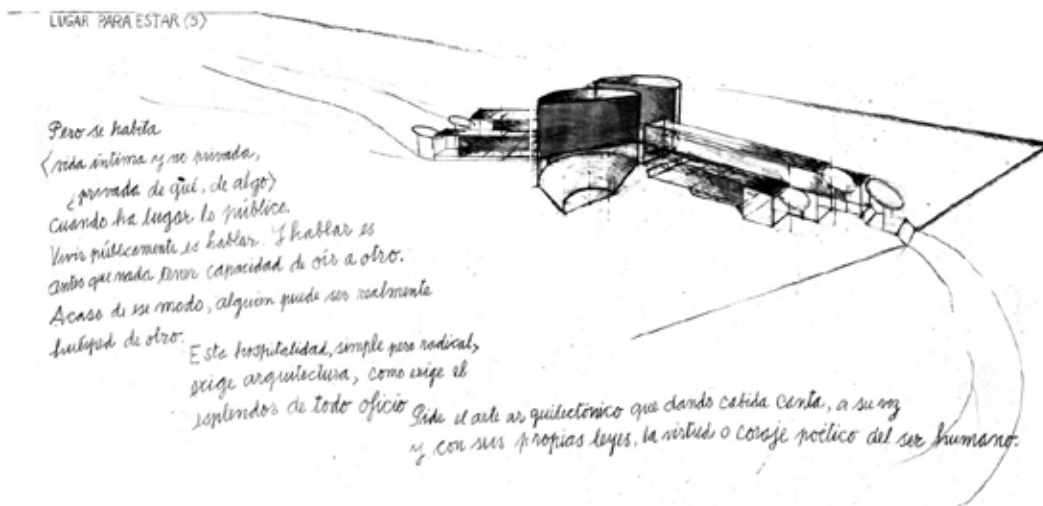 LUGAR PARA ESTAR (5)
Pero se habita
(vida íntima y no privada,
¿privada de qué, de algo)
cuando ha lugar lo público.
Vivir públicamente es hablar. Y hablar es
antes que nada tener capacidad de oír a otro.
Acaso de ese modo, alguien puede ser realmente
huésped de otro.
Esta hospitalidad, simple pero radical,
exige arquitectura, como exige el
esplendor de todo oficio
Pide el arte arquitectónico que dando cabida canta, a su vez
y con sus propias leyes, la virtud o coraje poético del ser humano.